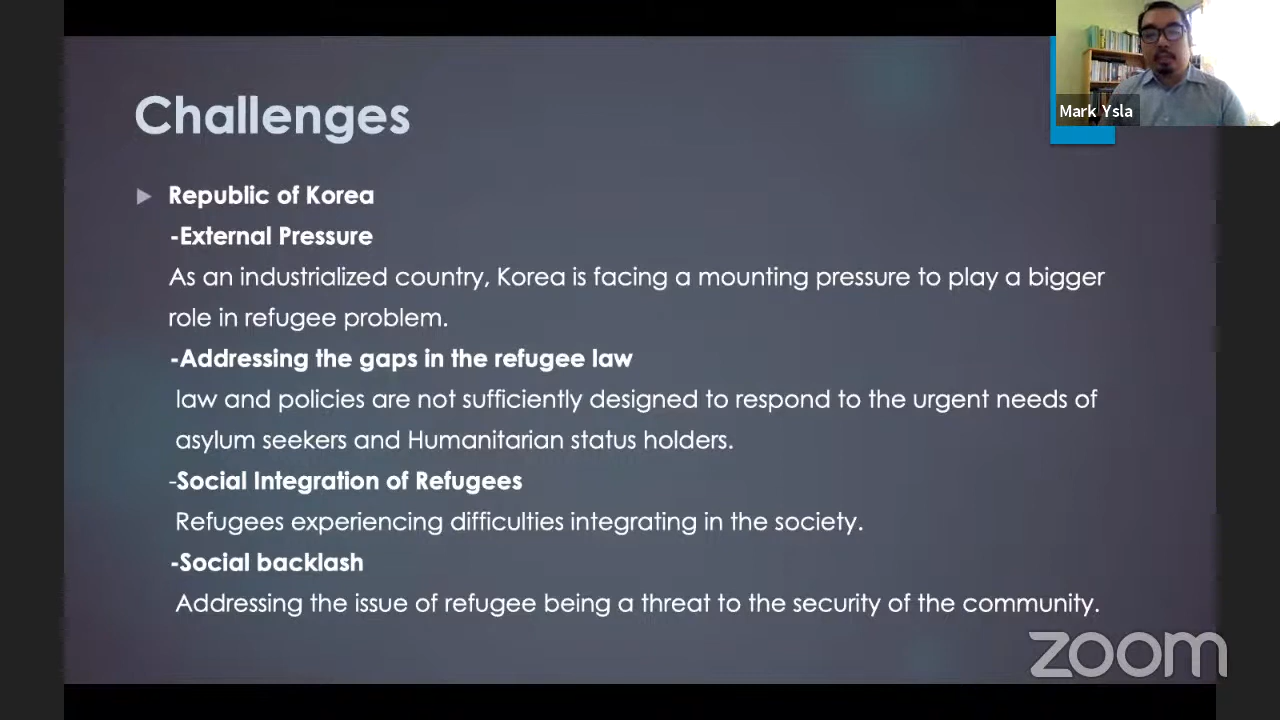 Challenges
Republic of Korea
-External Pressure
As an industrialized country, Korea is facing a mounting pressure to play a bigger
role in refugee problem.
-Addressing the gaps in the refugee law
law and policies are not sufficiently designed to respond to the urgent needs of
asylum seekers and Humanitarian status holders.
-Social Integration of Refugees
Refugees experiencing difficulties integrating in the society.
-Social backlash
Addressing the issue of refugee being a threat to the security of the community.
Mark Ysla
zoom